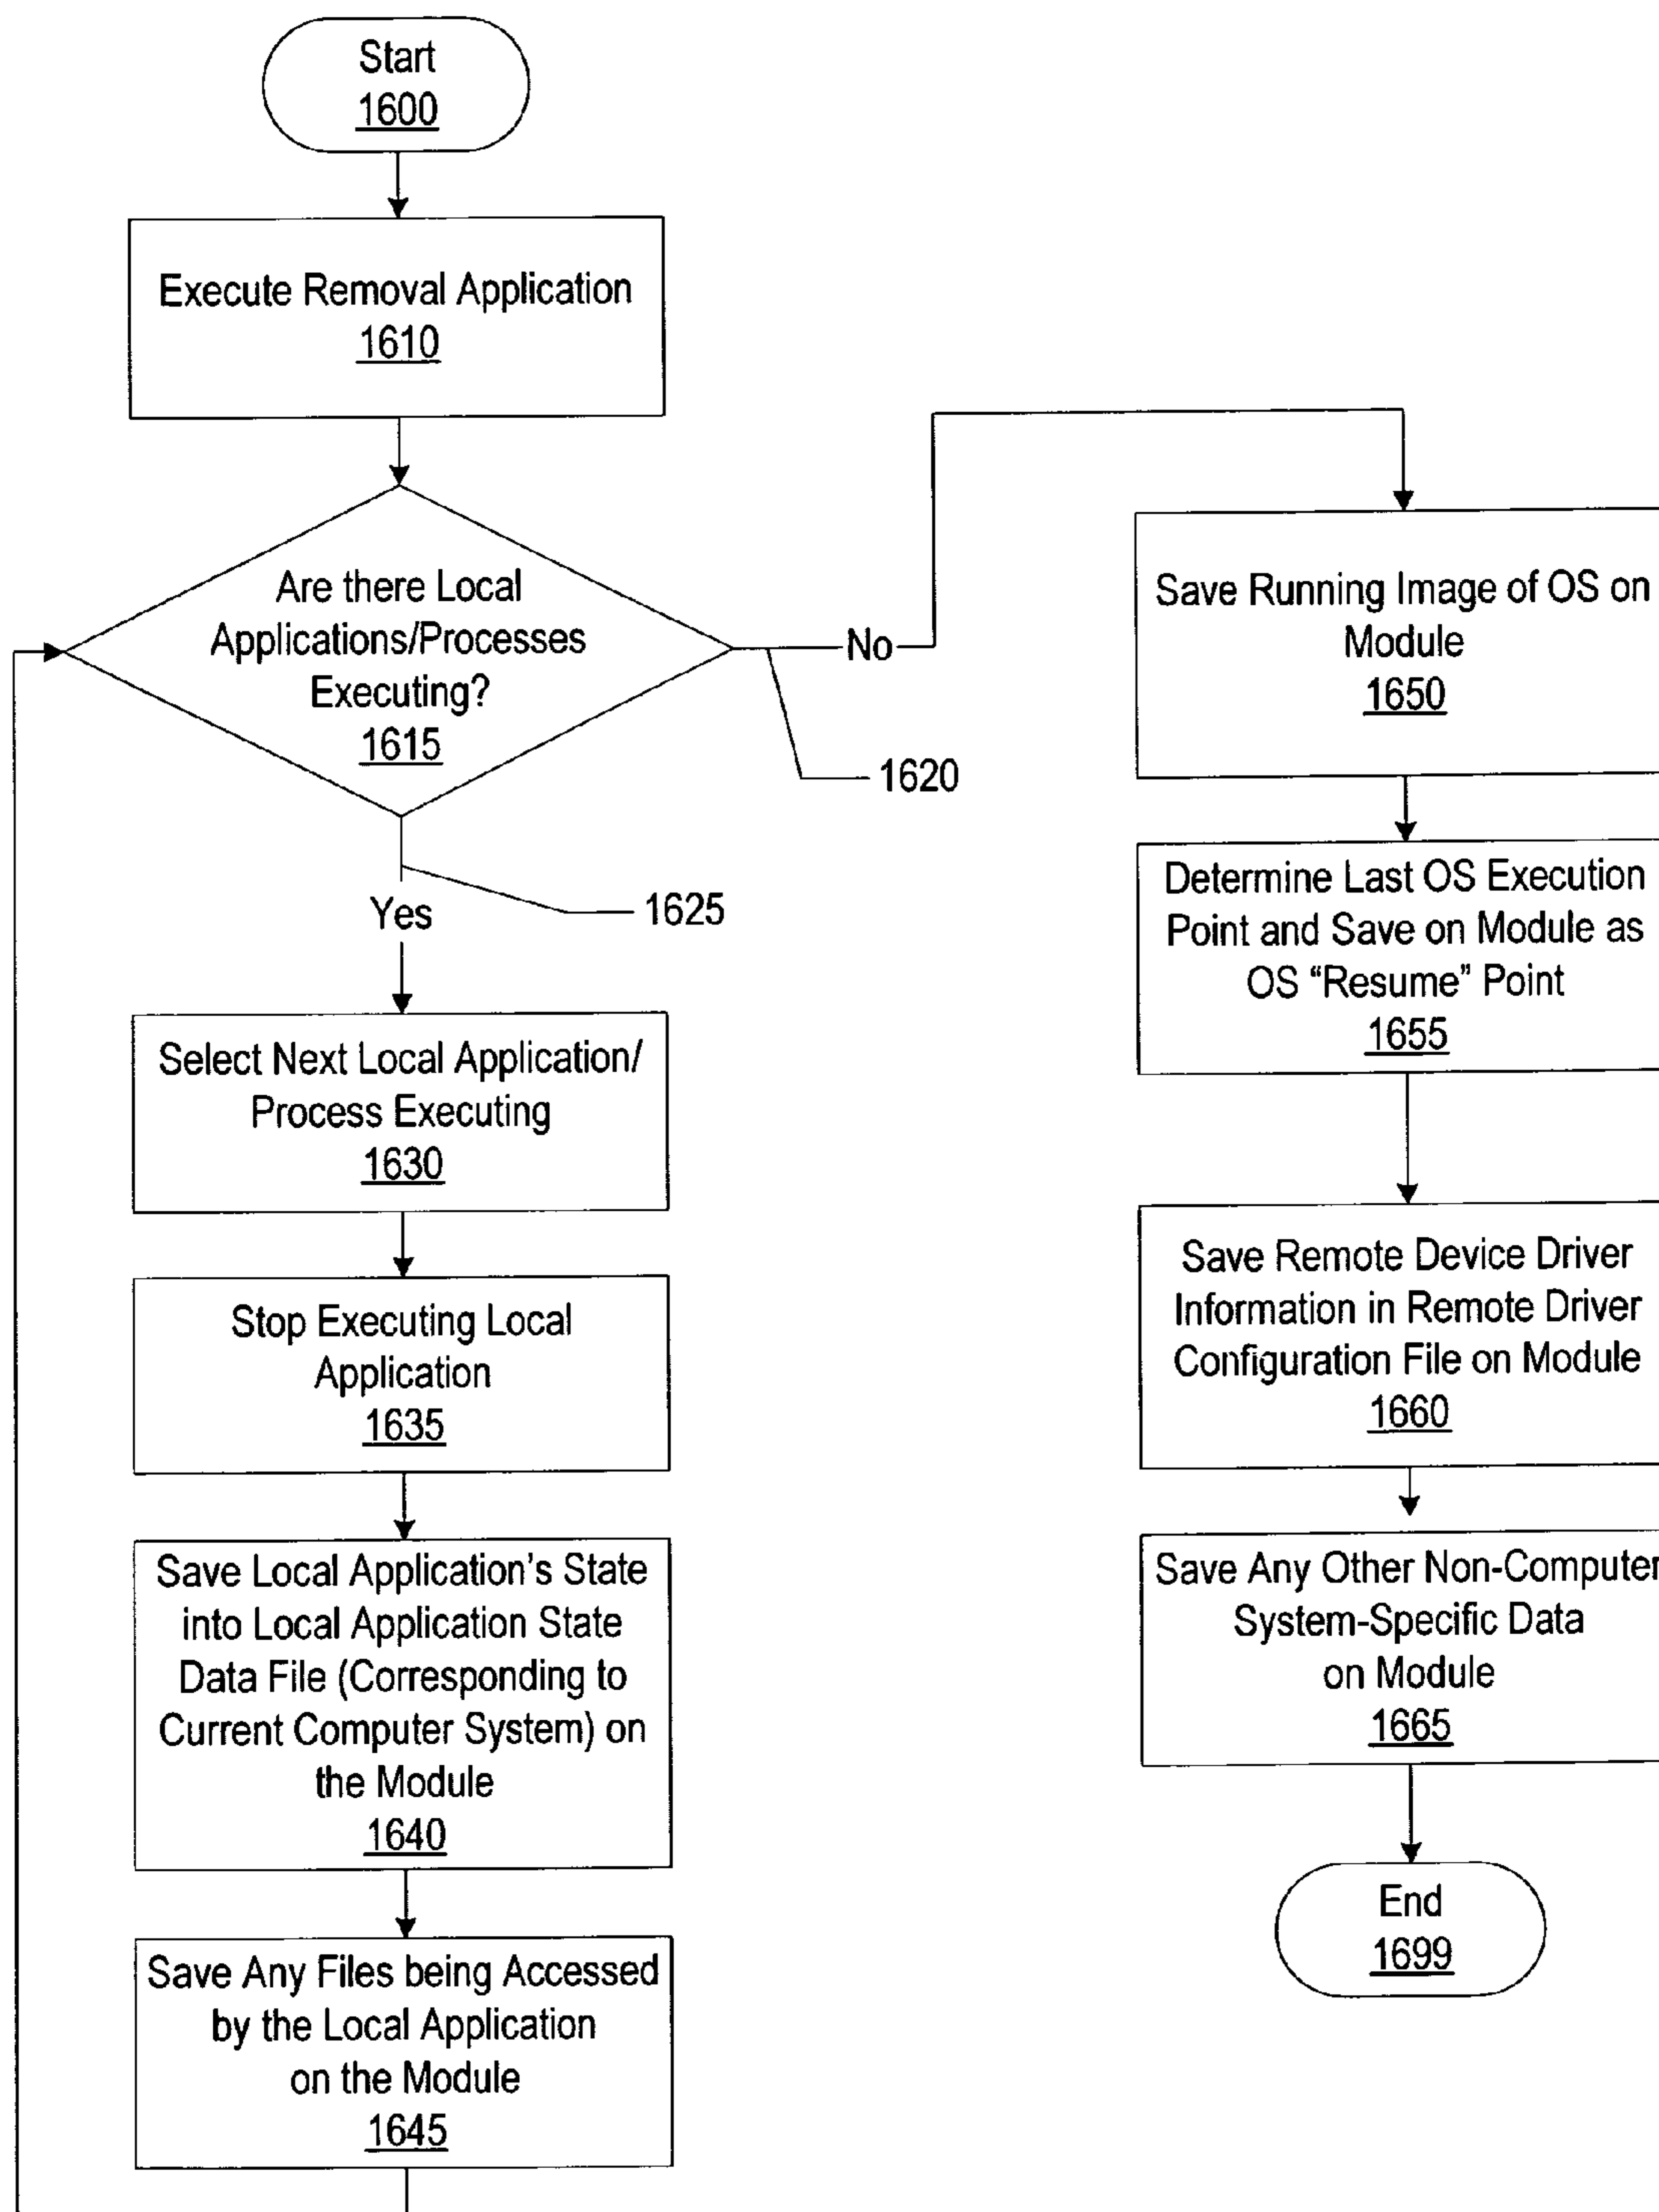 Start
1600
Execute Removal Application
1610
Are there Local
Applications/Processes
Executing?
1615
No
1620
Yes
1625
Select Next Local Application/
Process Executing
1630
Stop Executing Local
Application
1635
Save Local Application's State
into Local Application State
Data File (Corresponding to
Current Computer System) on
the Module
1640
Save Any Files being Accessed
by the Local Application
on the Module
1645
Save Running Image of OS on
Module
1650
Determine Last OS Execution
Point and Save on Module as
OS “Resume” Point
1655
Save Remote Device Driver
Information in Remote Driver
Configuration File on Module
1660
Save Any Other Non-Computer
System-Specific Data
on Module
1665
End
1699